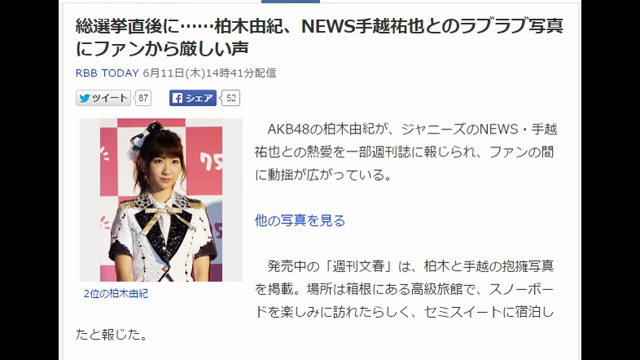 総選挙直後に……柏木由紀、NEWS手越祐也とのラブラブ写真
にファンから厳しい声
RBB TODAY 6月11日(木)14時41分配信
ツイート 87 シェア 52
AKB48の柏木由紀が、ジャニーズのNEWS・手越
祐也との熱愛を一部週刊誌に報じられ、ファンの間
に動揺が広がっている。
他の写真を見る
2位の柏木由紀
発売中の「週刊文春」は、柏木と手越の抱擁写真
を掲載。場所は箱根にある高級旅館で、スノーボー
ドを楽しみに訪れたらしく、セミスイートに宿泊し
たと報じた。